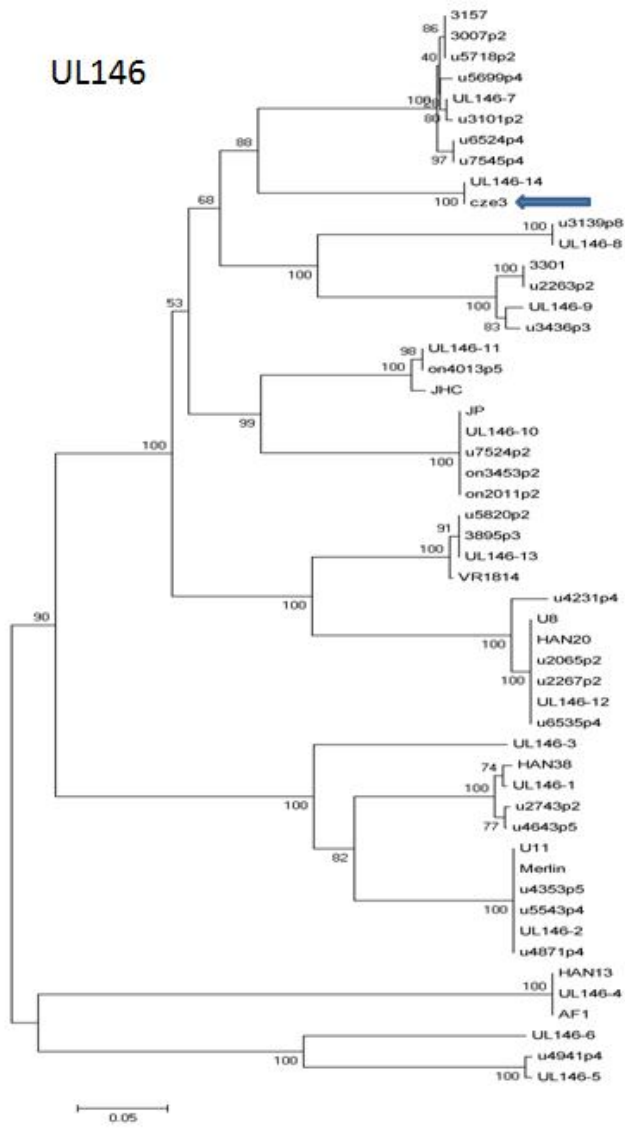 UL146
3157
86
3007p2
u5718p2
40
u5699p4
100
UL146-7
80
u3101p2
u6524p4
97
u7545p4
88
UL146-14
100
cze3
68
u3139p8
100
UL146-8
100
3301
100
u2263p2
100
UL146-9
83
u3436p3
53
UL146-11
98
on4013p5
100
JHC
99
JP
UL146-10
u7524p2
100
on3453p2
on2011p2
100
u5820p2
91
3895p3
100
UL146-13
VR1814
100
u4231p4
U8
HAN20
100
u2065p2
100
u2267p2
UL146-12
u6535p4
90
UL146-3
100
HAN38
74
UL146-1
100
u2743p2
77
u4643p5
82
U11
Merlin
u4353p5
100
u5543p4
UL146-2
u4871p4
HAN13
100
UL146-4
AF1
UL146-6
100
u4941p4
100
UL146-5
0.05